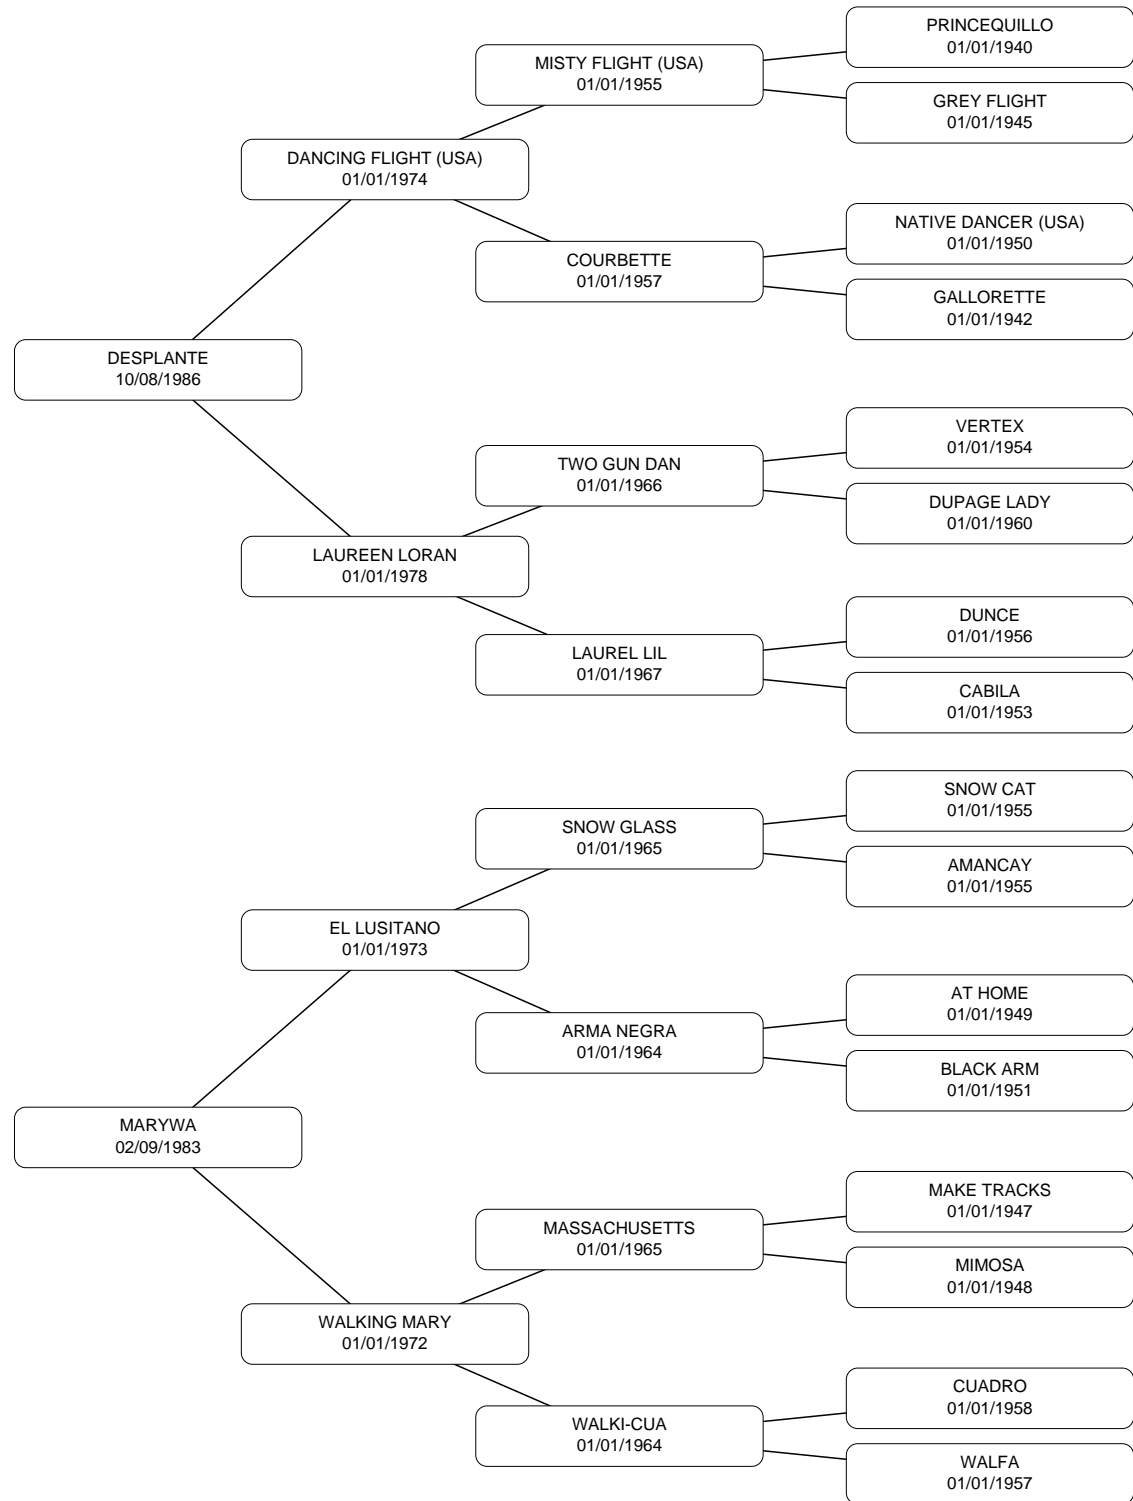 PRINCEQUILLO
01/01/1940
MISTY FLIGHT (USA)
01/01/1955
GREY FLIGHT
01/01/1945
DANCING FLIGHT (USA)
01/01/1974
NATIVE DANCER (USA)
01/01/1950
COURBETTE
01/01/1957
GALLORETTE
01/01/1942
DESPLANTE
10/08/1986
VERTEX
01/01/1954
TWO GUN DAN
01/01/1966
DUPAGE LADY
01/01/1960
LAUREEN LORAN
01/01/1978
DUNCE
01/01/1956
LAUREL LIL
01/01/1967
CABILA
01/01/1953
SNOW CAT
01/01/1955
SNOW GLASS
01/01/1965
AMANCAY
01/01/1955
EL LUSITANO
01/01/1973
AT HOME
01/01/1949
ARMA NEGRA
01/01/1964
BLACK ARM
01/01/1951
MARYWA
02/09/1983
MAKE TRACKS
01/01/1947
MASSACHUSETTS
01/01/1965
MIMOSA
01/01/1948
WALKING MARY
01/01/1972
CUADRO
01/01/1958
WALKI-CUA
01/01/1964
WALFA
01/01/1957